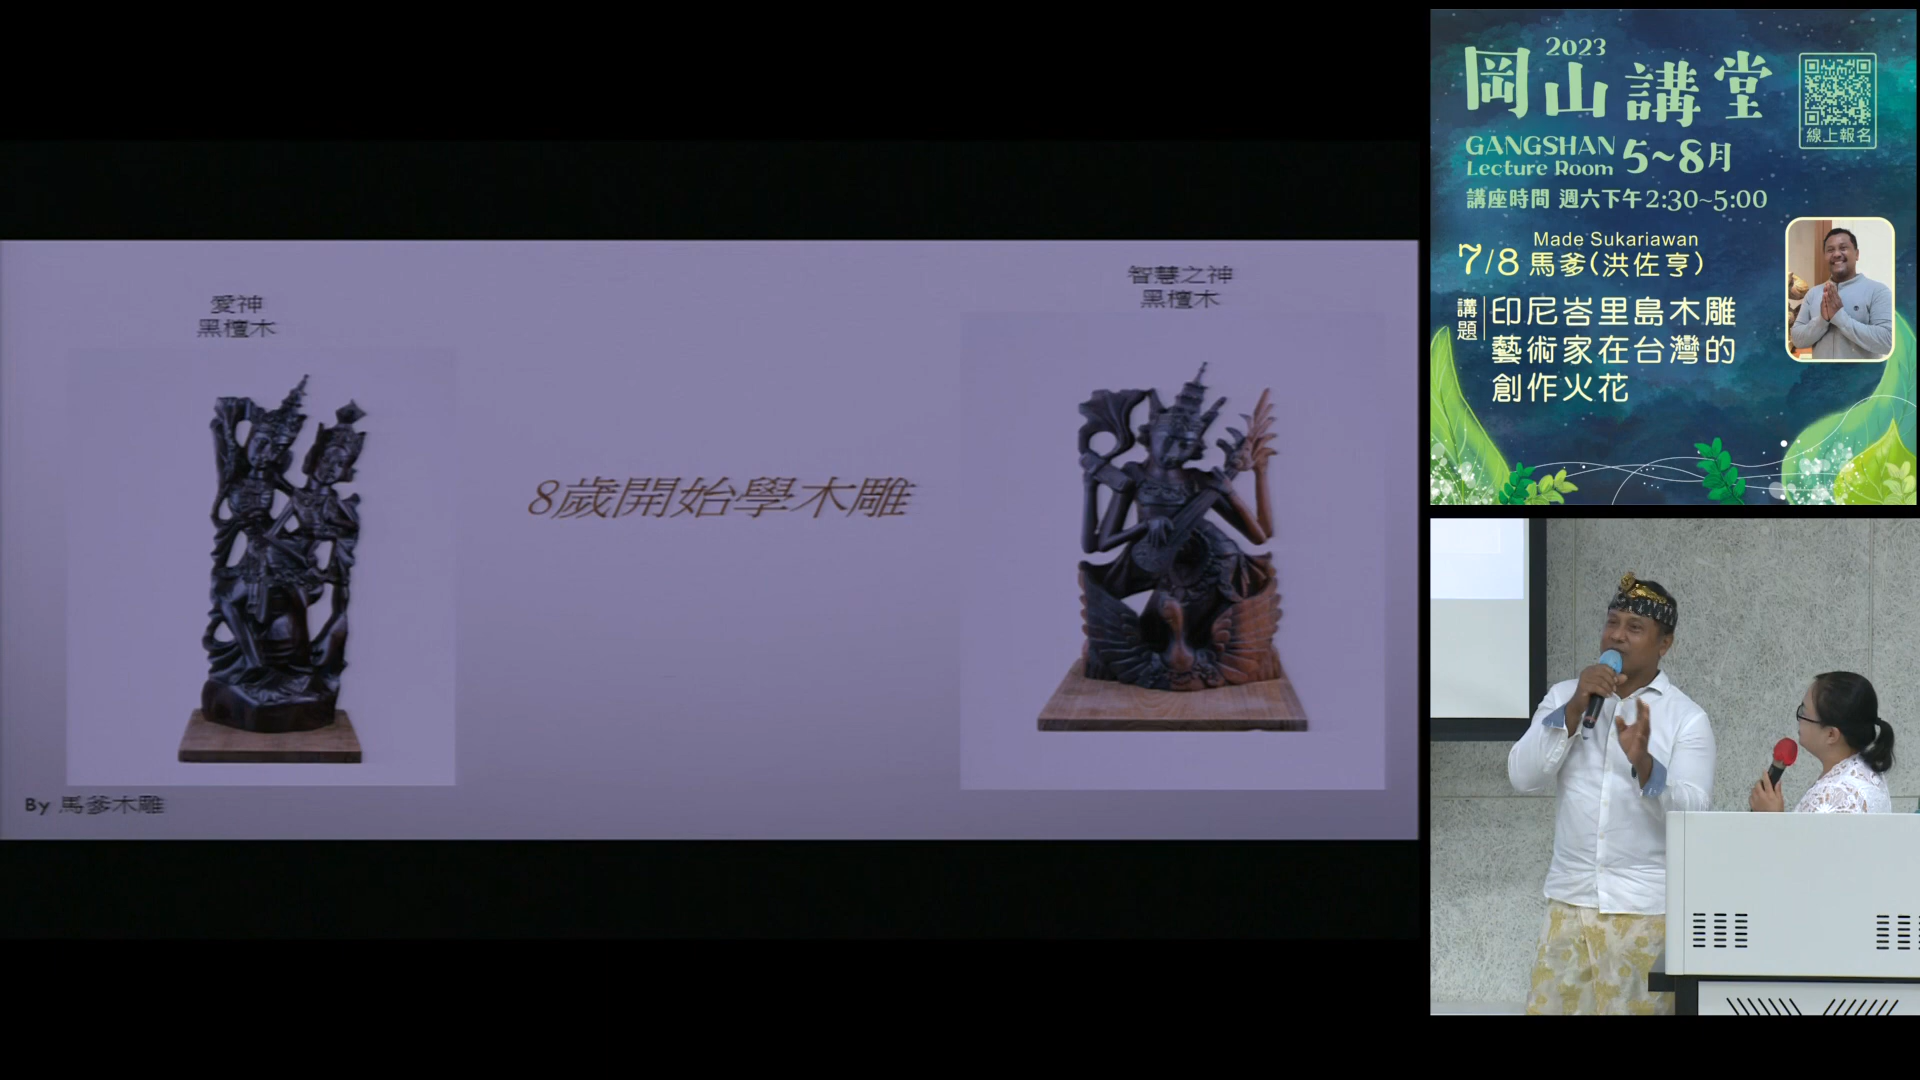 愛神
黑檀木
智慧之神
黑檀木
8歲開始學木雕
By 馬爹木雕
2023
岡山講堂
線上報名
GANGSHAN
Lecture Room
5~8月
講座時間 週六下午2:30~5:00
7/8
Made Sukariawan
馬爹(洪佐亨)
講題
印尼峇里島木雕
藝術家在台灣的
創作火花